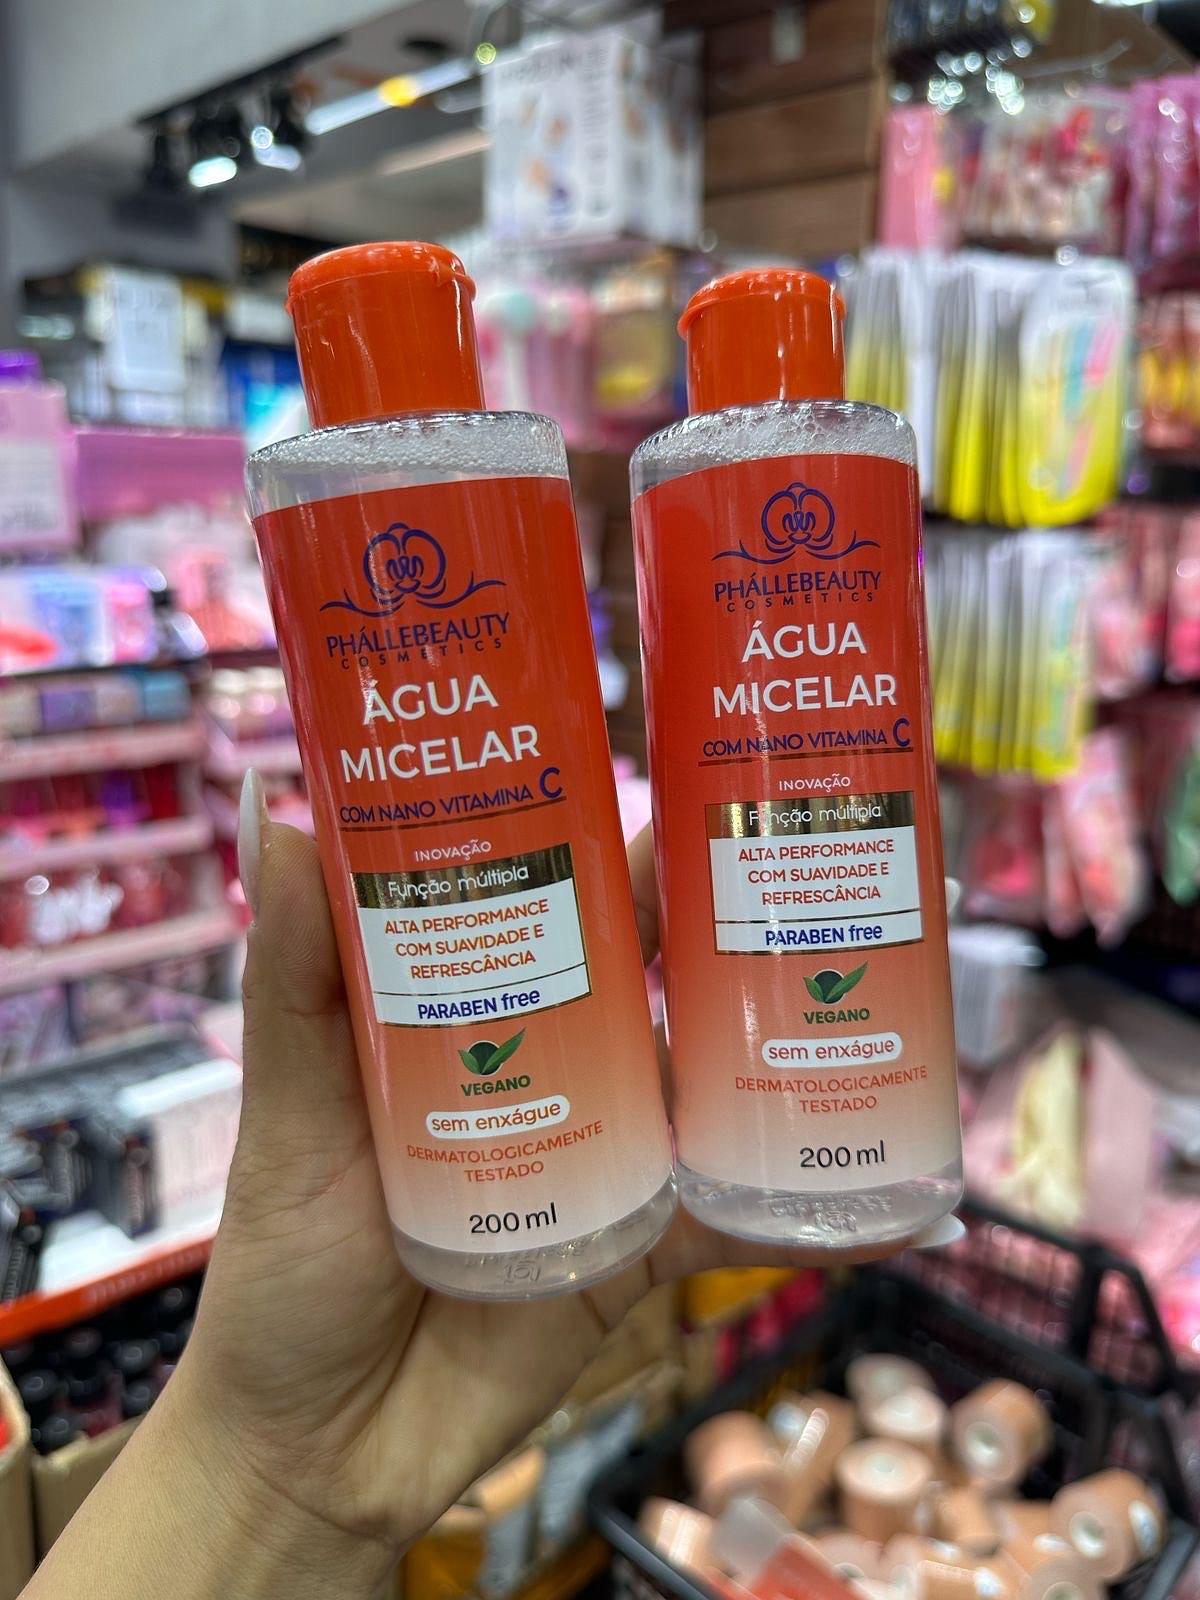 PHÁLLEBEAUTY
COSMETICS
ÁGUA
MICELAR
COM NANO VITAMINA C
INOVAÇÃO
Função múltipla
ALTA PERFORMANCE
COM SUAVIDADE E
REFRESCÂNCIA
PARABEN free
VEGANO
sem enxágue
DERMATOLOGICAMENTE
TESTADO
200 ml
PHÁLLEBEAUTY
COSMETICS
ÁGUA
MICELAR
COM NANO VITAMINA C
INOVAÇÃO
Função múltipla
ALTA PERFORMANCE
COM SUAVIDADE E
REFRESCÂNCIA
PARABEN free
VEGANO
sem enxágue
DERMATOLOGICAMENTE
TESTADO
200 ml